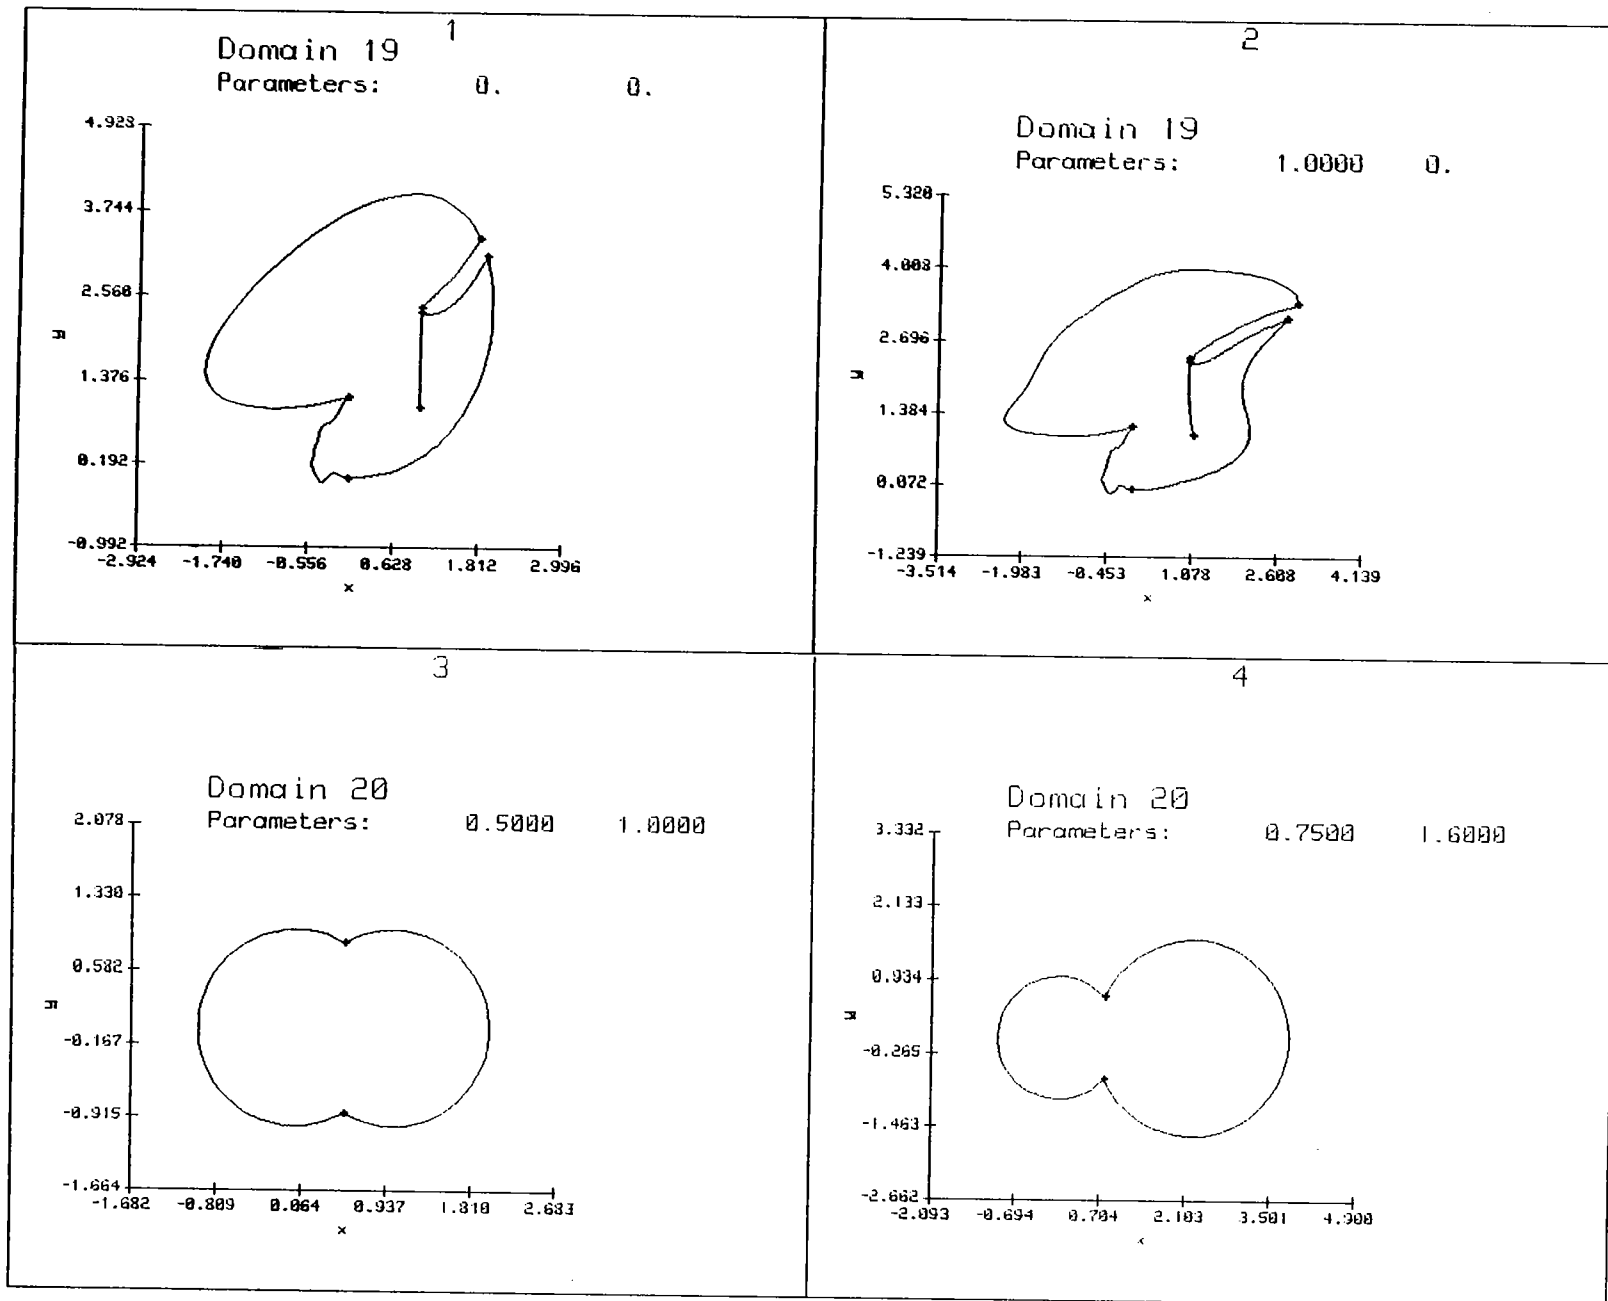 1
Domain 19
Parameters: 0. 0.
4.928
3.744
2.560
y
1.376
0.192
-0.992
-2.924 -1.740 -0.556 0.628 1.812 2.996
x
2
Domain 19
Parameters: 1.0000 0.
5.320
4.008
2.696
y
1.384
0.072
-1.239
-3.514 -1.983 -0.453 1.078 2.608 4.139
x
3
Domain 20
Parameters: 0.5000 1.0000
2.078
1.330
0.582
y
-0.167
-0.915
-1.664
-1.682 -0.809 0.064 0.937 1.810 2.683
x
4
Domain 20
Parameters: 0.7500 1.6000
3.332
2.133
0.934
y
-0.265
-1.463
-2.662
-2.093 -0.694 0.704 2.103 3.501 4.900
x